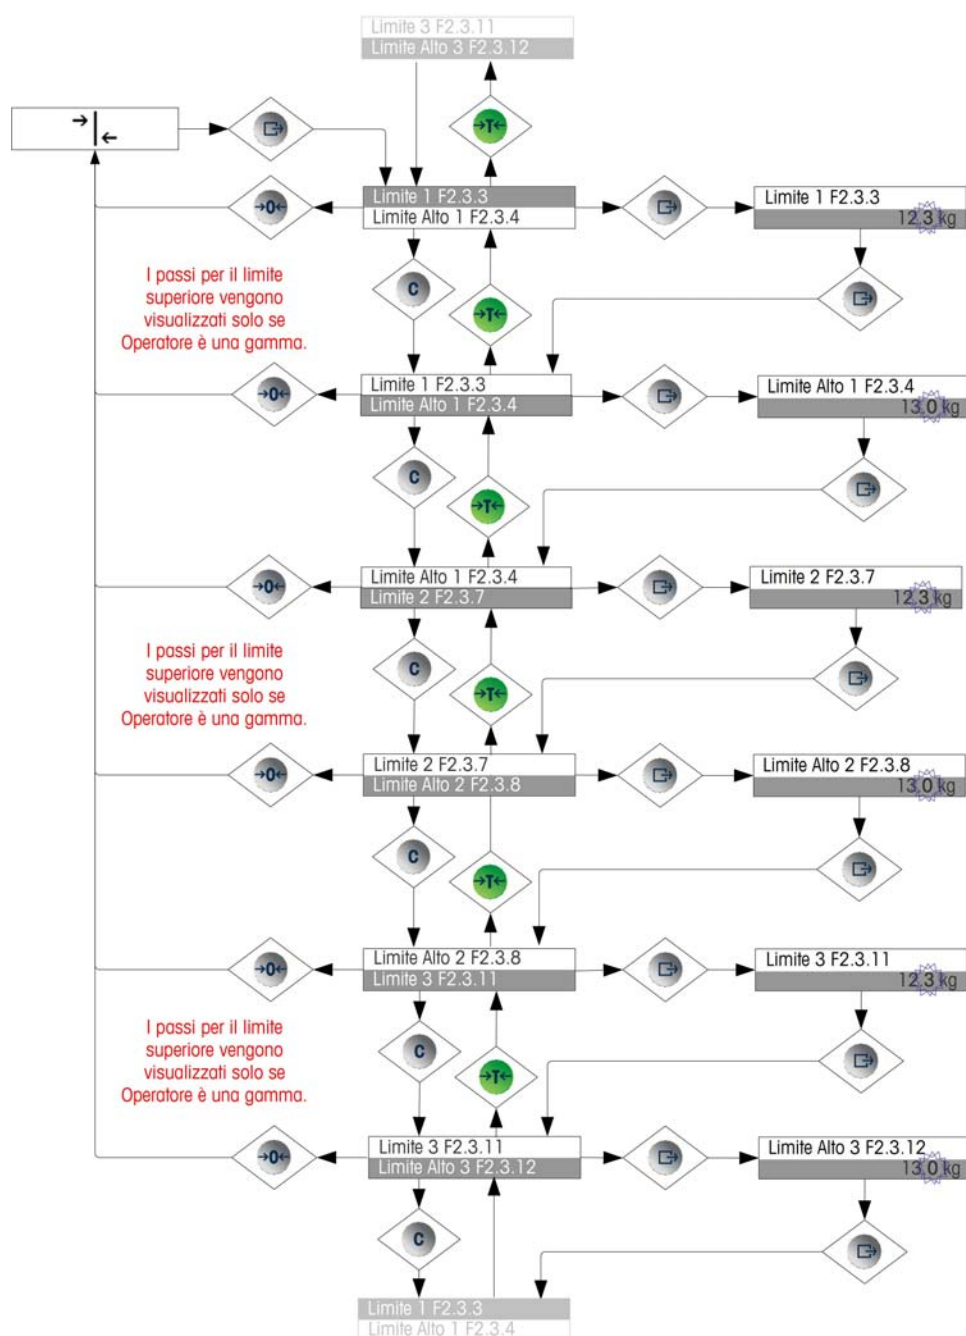 Limite 3 F2.3.11
Limite Alto 3 F2.3.12
→T←
→0←
Limite 1 F2.3.3
Limite Alto 1 F2.3.4
Limite 1 F2.3.3
12.3 kg
I passi per il limite
superiore vengono
visualizzati solo se
Operatore è una gamma.
C
→T←
→0←
Limite 1 F2.3.3
Limite Alto 1 F2.3.4
Limite Alto 1 F2.3.4
13.0 kg
C
→T←
→0←
Limite Alto 1 F2.3.4
Limite 2 F2.3.7
Limite 2 F2.3.7
12.3 kg
I passi per il limite
superiore vengono
visualizzati solo se
Operatore è una gamma.
C
→T←
→0←
Limite 2 F2.3.7
Limite Alto 2 F2.3.8
Limite Alto 2 F2.3.8
13.0 kg
C
→T←
→0←
Limite Alto 2 F2.3.8
Limite 3 F2.3.11
Limite 3 F2.3.11
12.3 kg
I passi per il limite
superiore vengono
visualizzati solo se
Operatore è una gamma.
C
→T←
→0←
Limite 3 F2.3.11
Limite Alto 3 F2.3.12
Limite Alto 3 F2.3.12
13.0 kg
C
Limite 1 F2.3.3
Limite Alto 1 F2.3.4